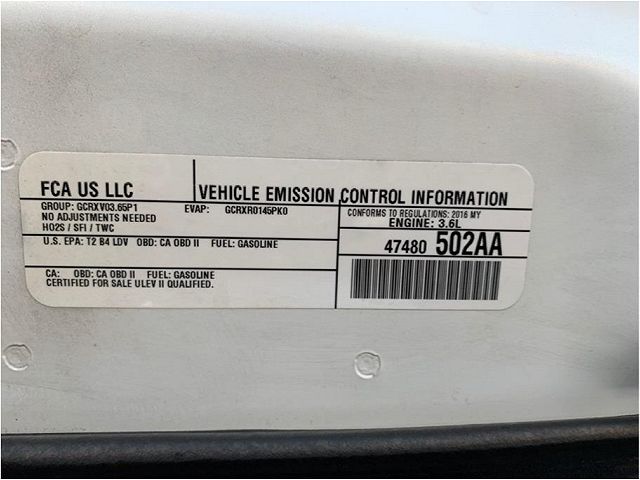 FCA US LLC
VEHICLE EMISSION CONTROL INFORMATION
GROUP: GCRXV03.65P1 EVAP: GCRXR0145PK0
NO ADJUSTMENTS NEEDED
HO2S / SFI / TWC
CONFORMS TO REGULATIONS: 2016 MY
ENGINE: 3.6L
U.S. EPA: T2 B4 LDV OBD: CA OBD II FUEL: GASOLINE
47480 502AA
CA: OBD: CA OBD II FUEL: GASOLINE
CERTIFIED FOR SALE ULEV II QUALIFIED.